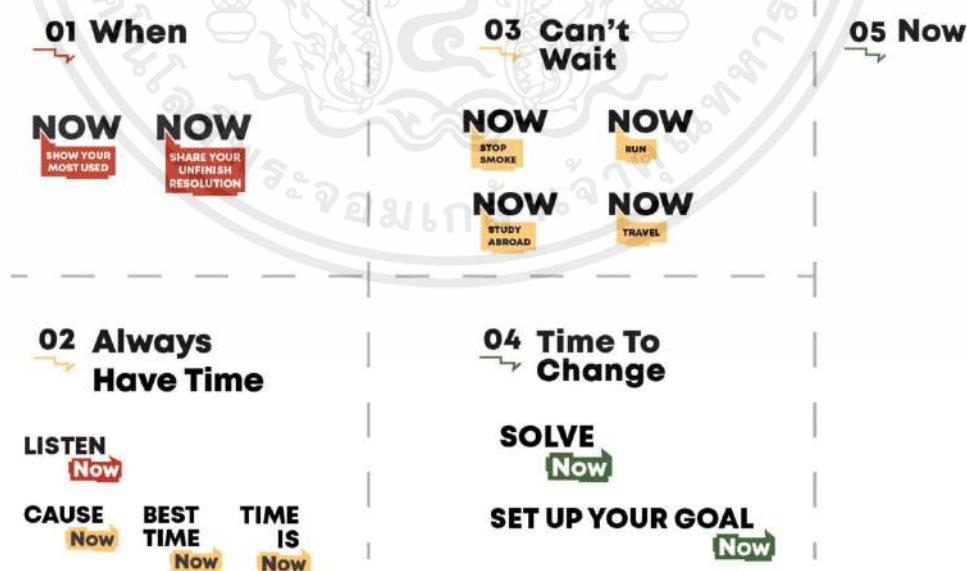 01 When
NOW
SHOW YOUR
MOST USED
NOW
SHARE YOUR
UNFINISH
RESOLUTION
02 Always
Have Time
LISTEN
Now
CAUSE
Now
BEST
TIME
Now
TIME
IS
Now
03 Can't
Wait
NOW
STOP
SMOKE
NOW
RUN
NOW
STUDY
ABROAD
NOW
TRAVEL
04 Time To
Change
SOLVE
Now
SET UP YOUR GOAL
Now
05 Now